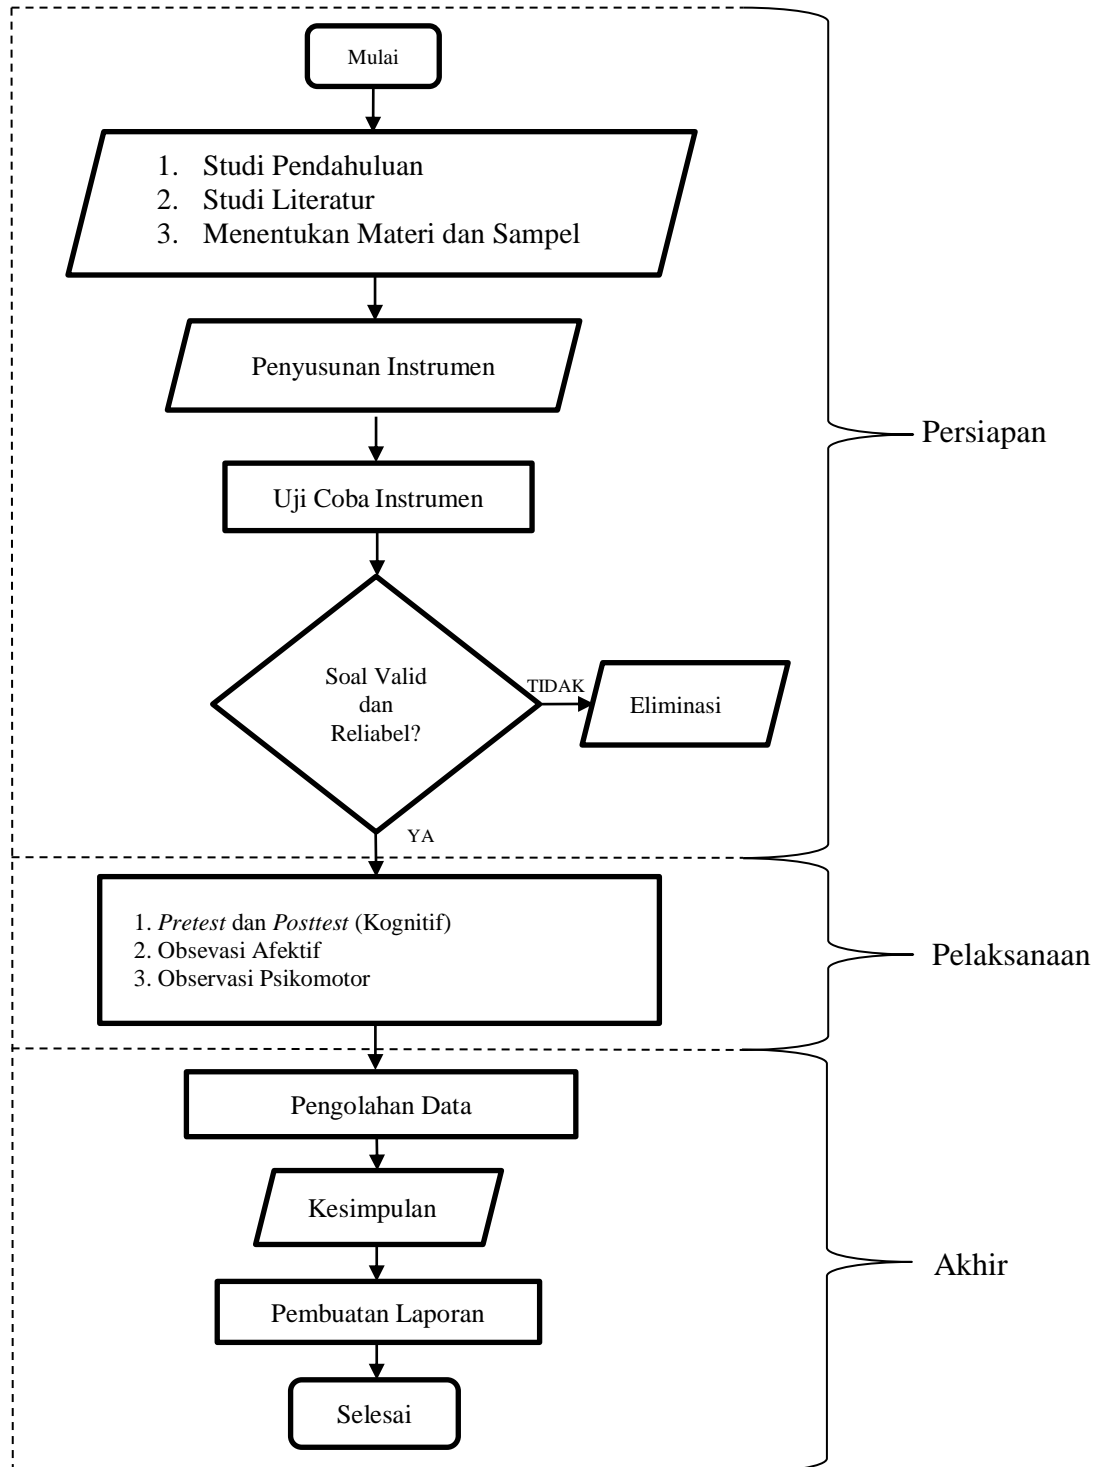 Mulai
1. Studi Pendahuluan
2. Studi Literatur
3. Menentukan Materi dan Sampel
Penyusunan Instrumen
Persiapan
Uji Coba Instrumen
Soal Valid
dan
Reliabel?
TIDAK
Eliminasi
YA
1. Pretest dan Posttest (Kognitif)
2. Obsevasi Afektif
3. Observasi Psikomotor
Pelaksanaan
Pengolahan Data
Kesimpulan
Akhir
Pembuatan Laporan
Selesai